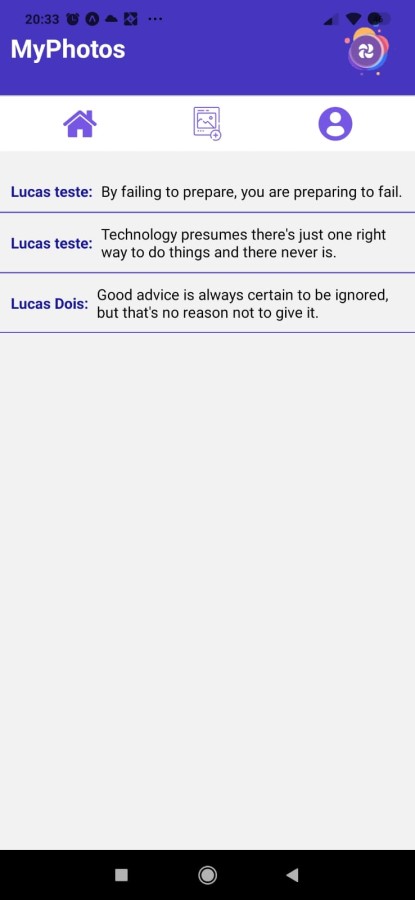 20:33
MyPhotos
Lucas teste: By failing to prepare, you are preparing to fail.
Lucas teste: Technology presumes there's just one right
way to do things and there never is.
Lucas Dois: Good advice is always certain to be ignored,
but that's no reason not to give it.